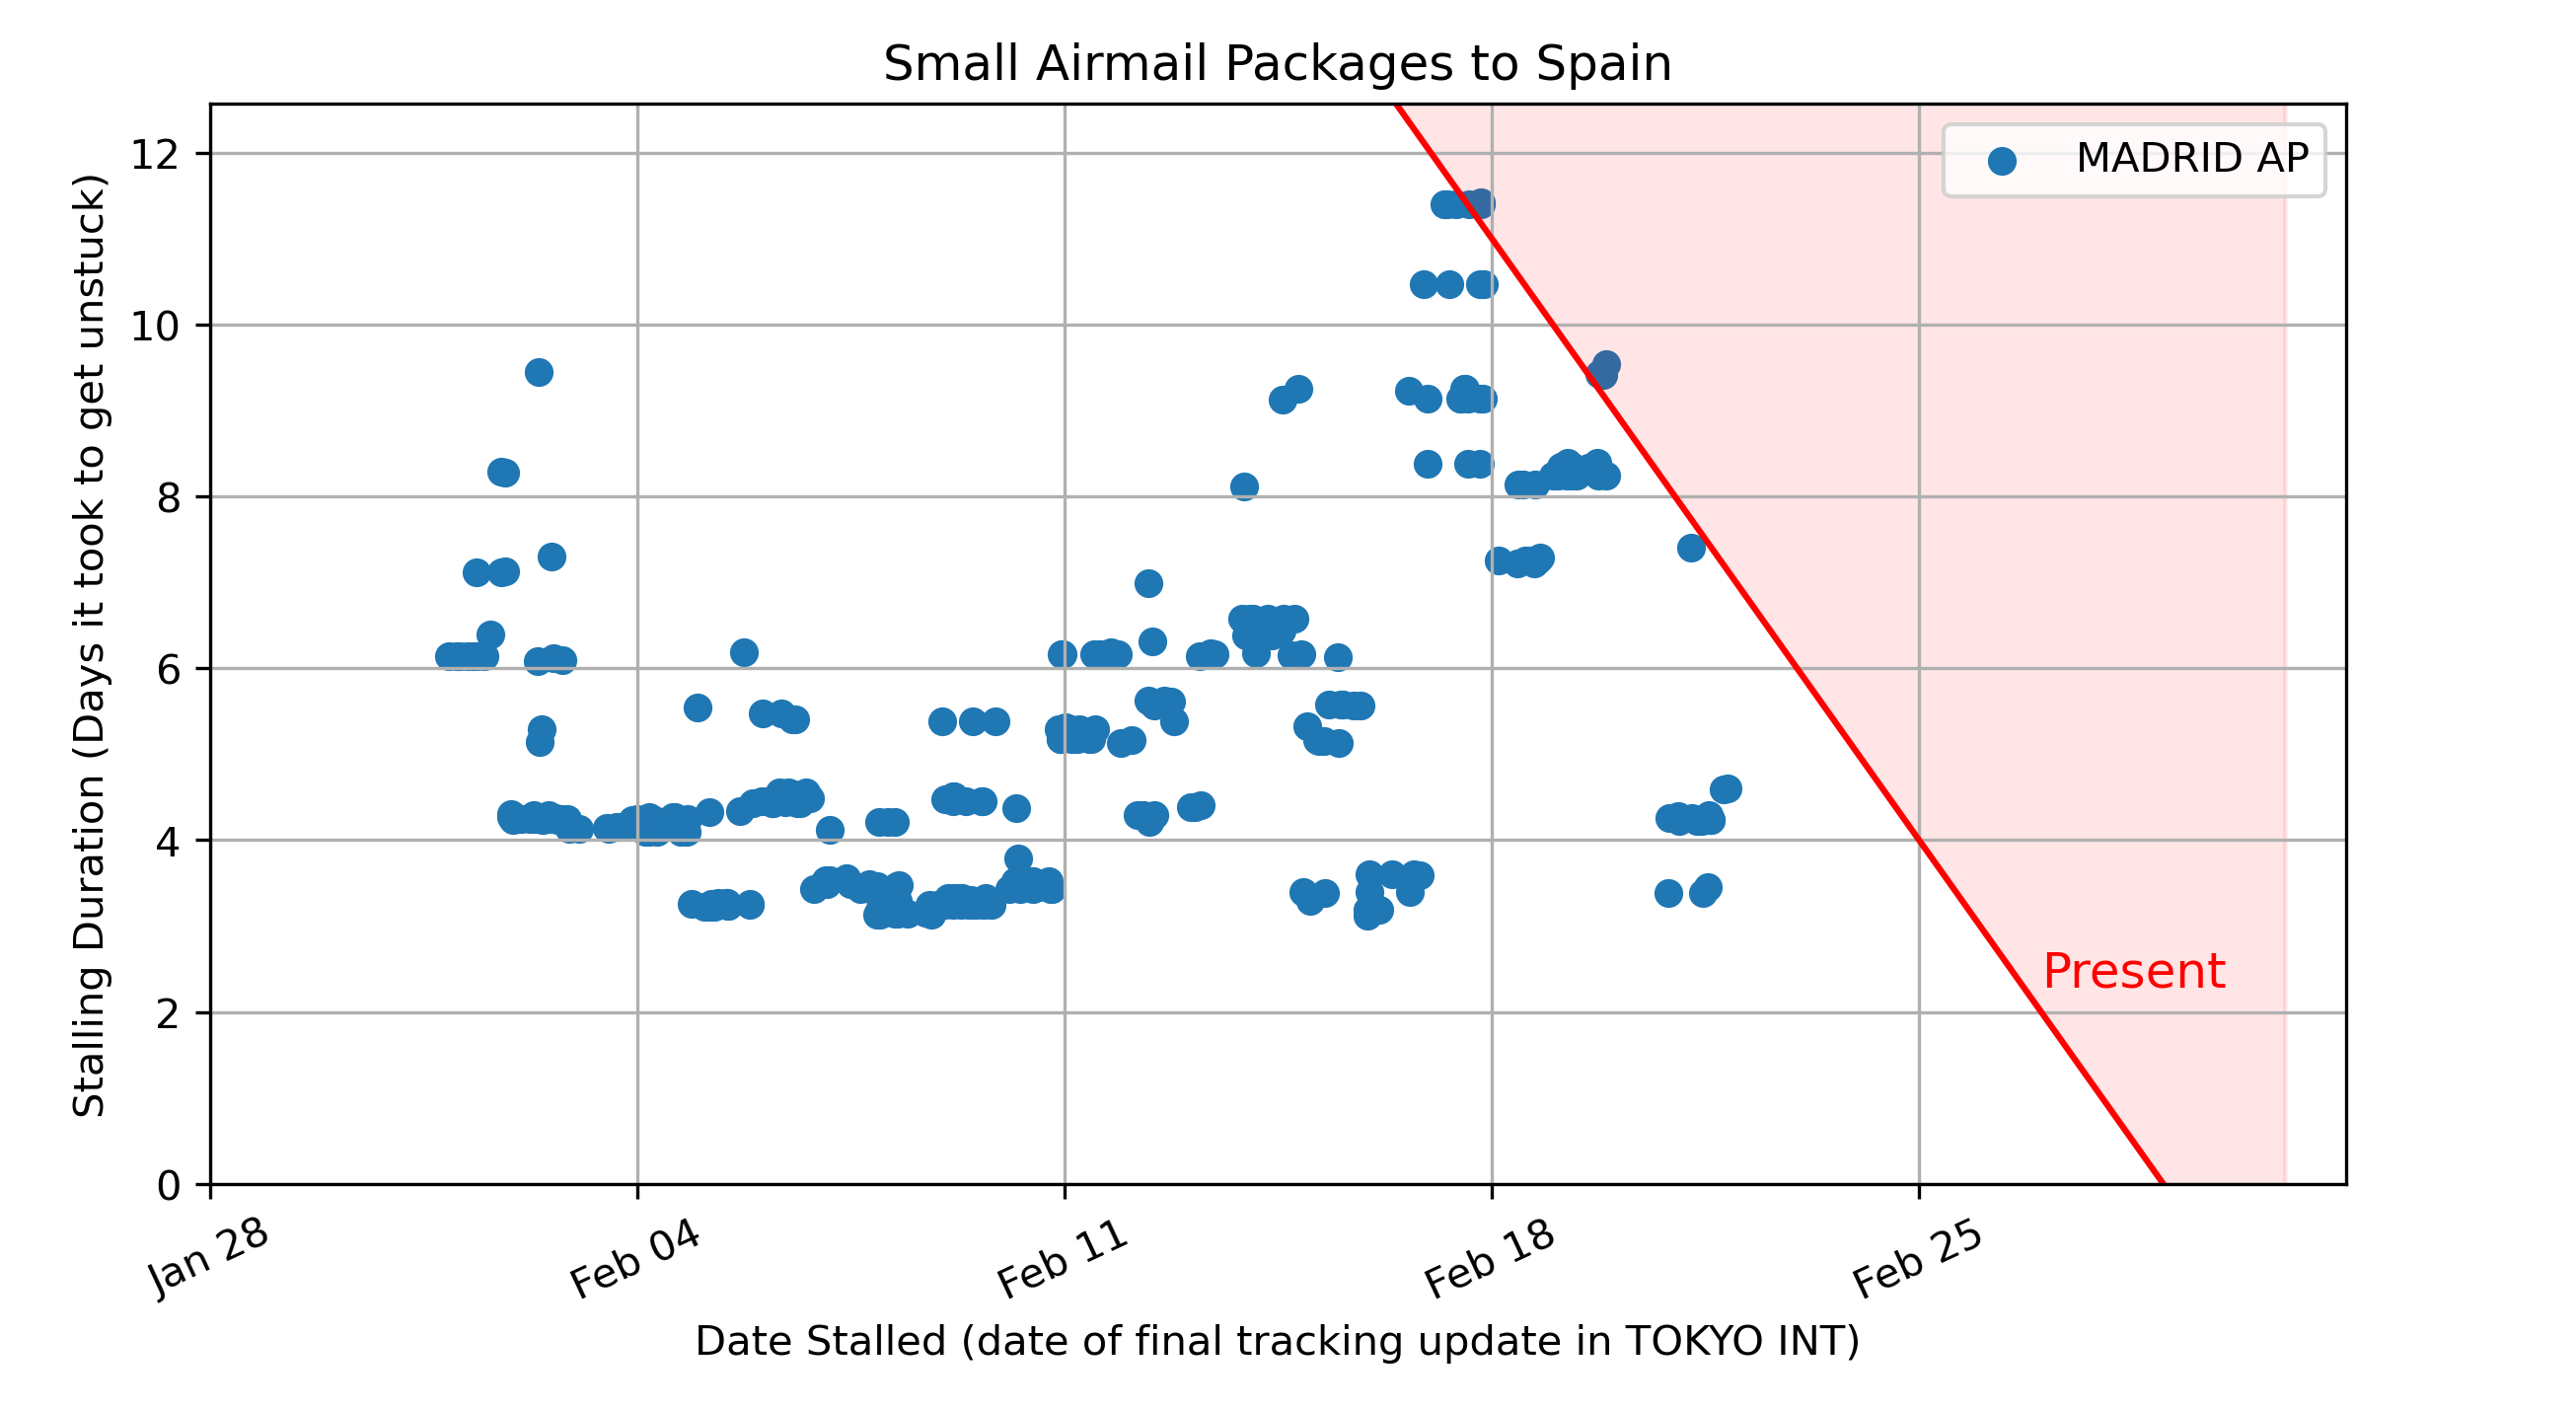 Small Airmail Packages to Spain
Stalling Duration (Days it took to get unstuck)
12
10
8
6
4
2
0
MADRID AP
Present
Jan 28
Feb 04
Feb 11
Feb 18
Feb 25
Date Stalled (date of final tracking update in TOKYO INT)